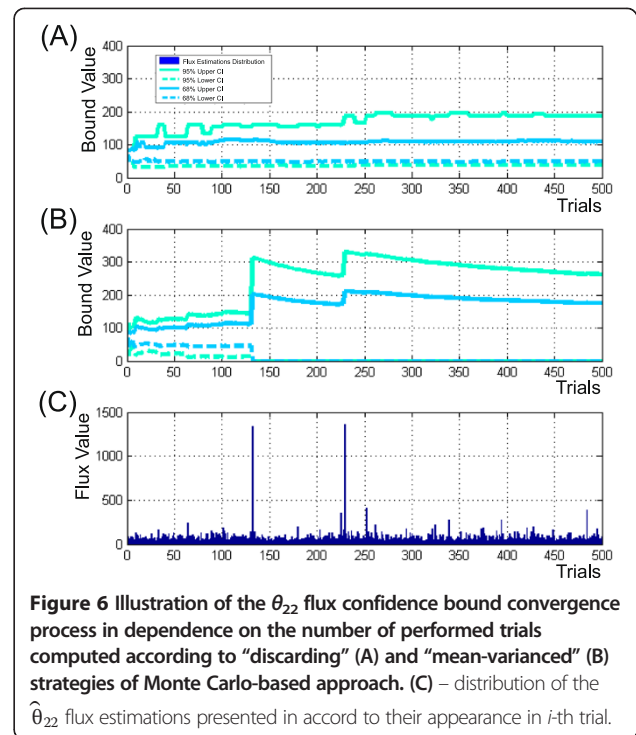 (A)
Bound Value
400
300
200
100
0
Flux Estimations Distribution
95% Upper CI
95% Lower CI
68% Upper CI
68% Lower CI
0 50 100 150 200 250 300 350 400 450 500
Trials
(B)
Bound Value
400
300
200
100
0
0 50 100 150 200 250 300 350 400 450 500
Trials
(C)
Flux Value
1500
1000
500
0
0 50 100 150 200 250 300 350 400 450 500
Trials
Figure 6 Illustration of the θ22 flux confidence bound convergence
process in dependence on the number of performed trials
computed according to “discarding” (A) and “mean-varianced” (B)
strategies of Monte Carlo-based approach. (C) – distribution of the
θ̂22 flux estimations presented in accord to their appearance in i-th trial.